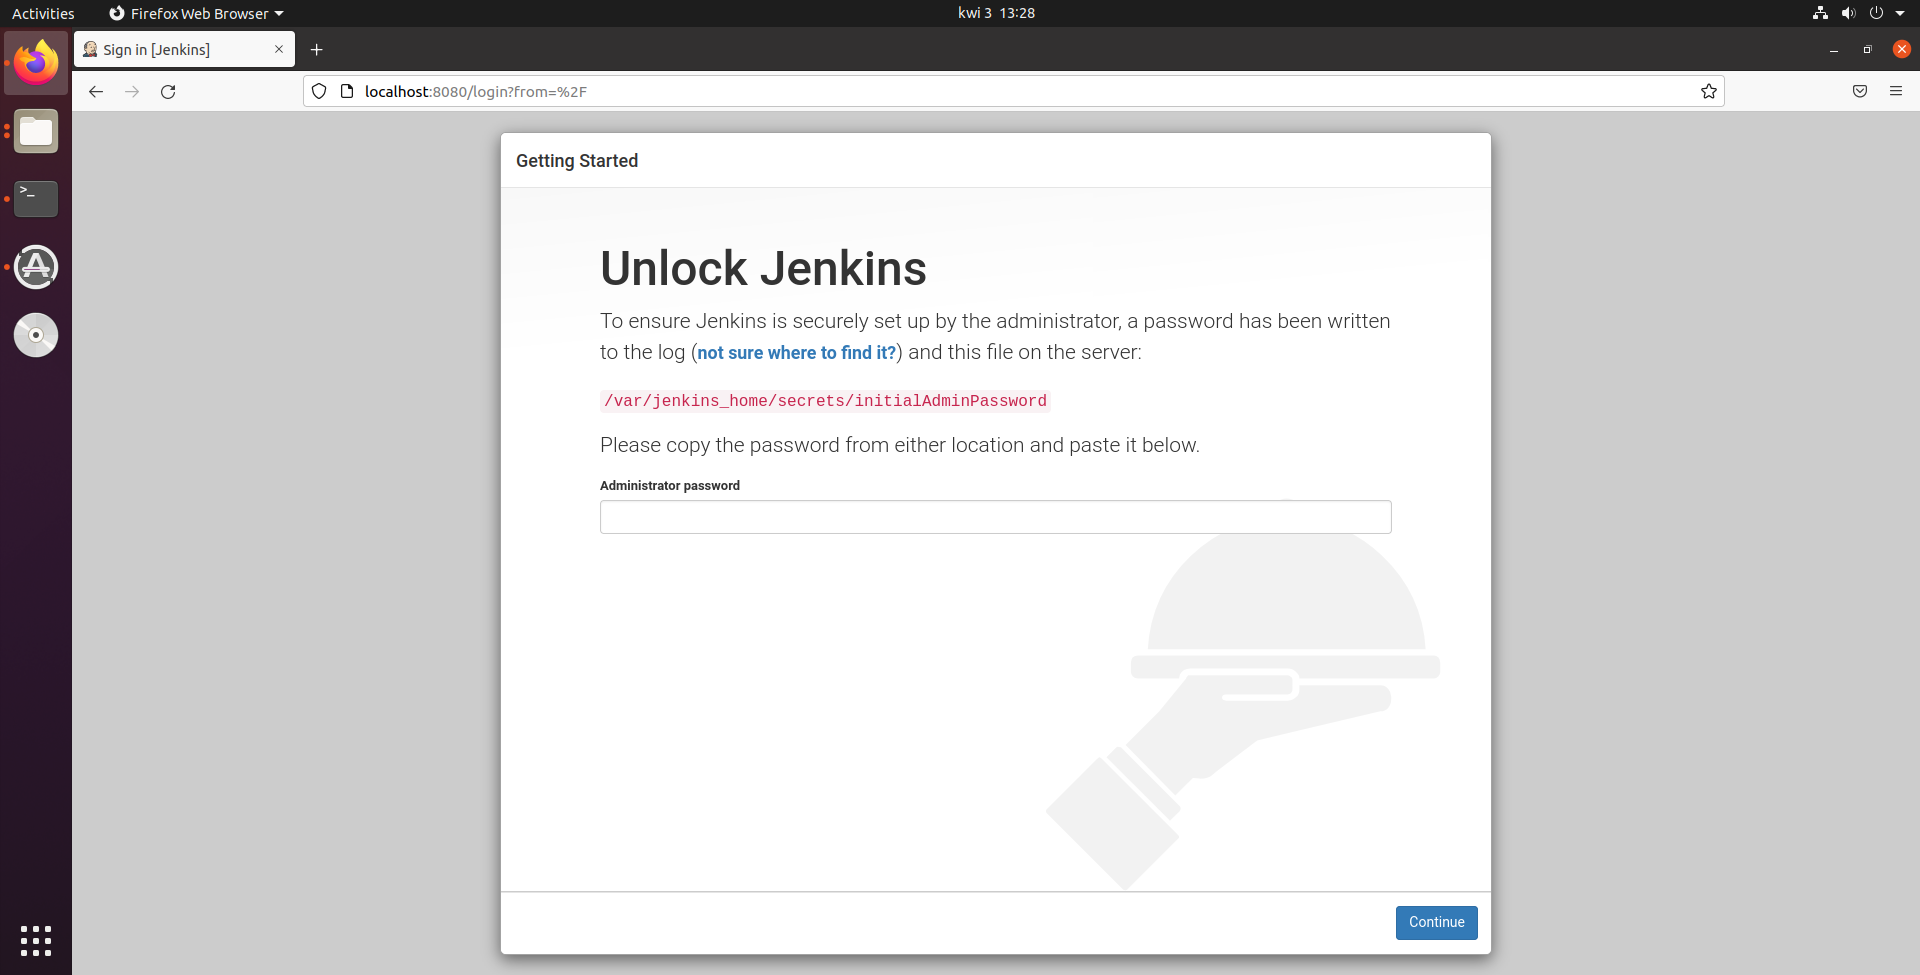 Activities
Firefox Web Browser
kwi 3 13:28
Sign in [Jenkins]
localhost:8080/login?from=%2F
Getting Started
Unlock Jenkins
To ensure Jenkins is securely set up by the administrator, a password has been written
to the log (not sure where to find it?) and this file on the server:
/var/jenkins_home/secrets/initialAdminPassword
Please copy the password from either location and paste it below.
Administrator password
Continue